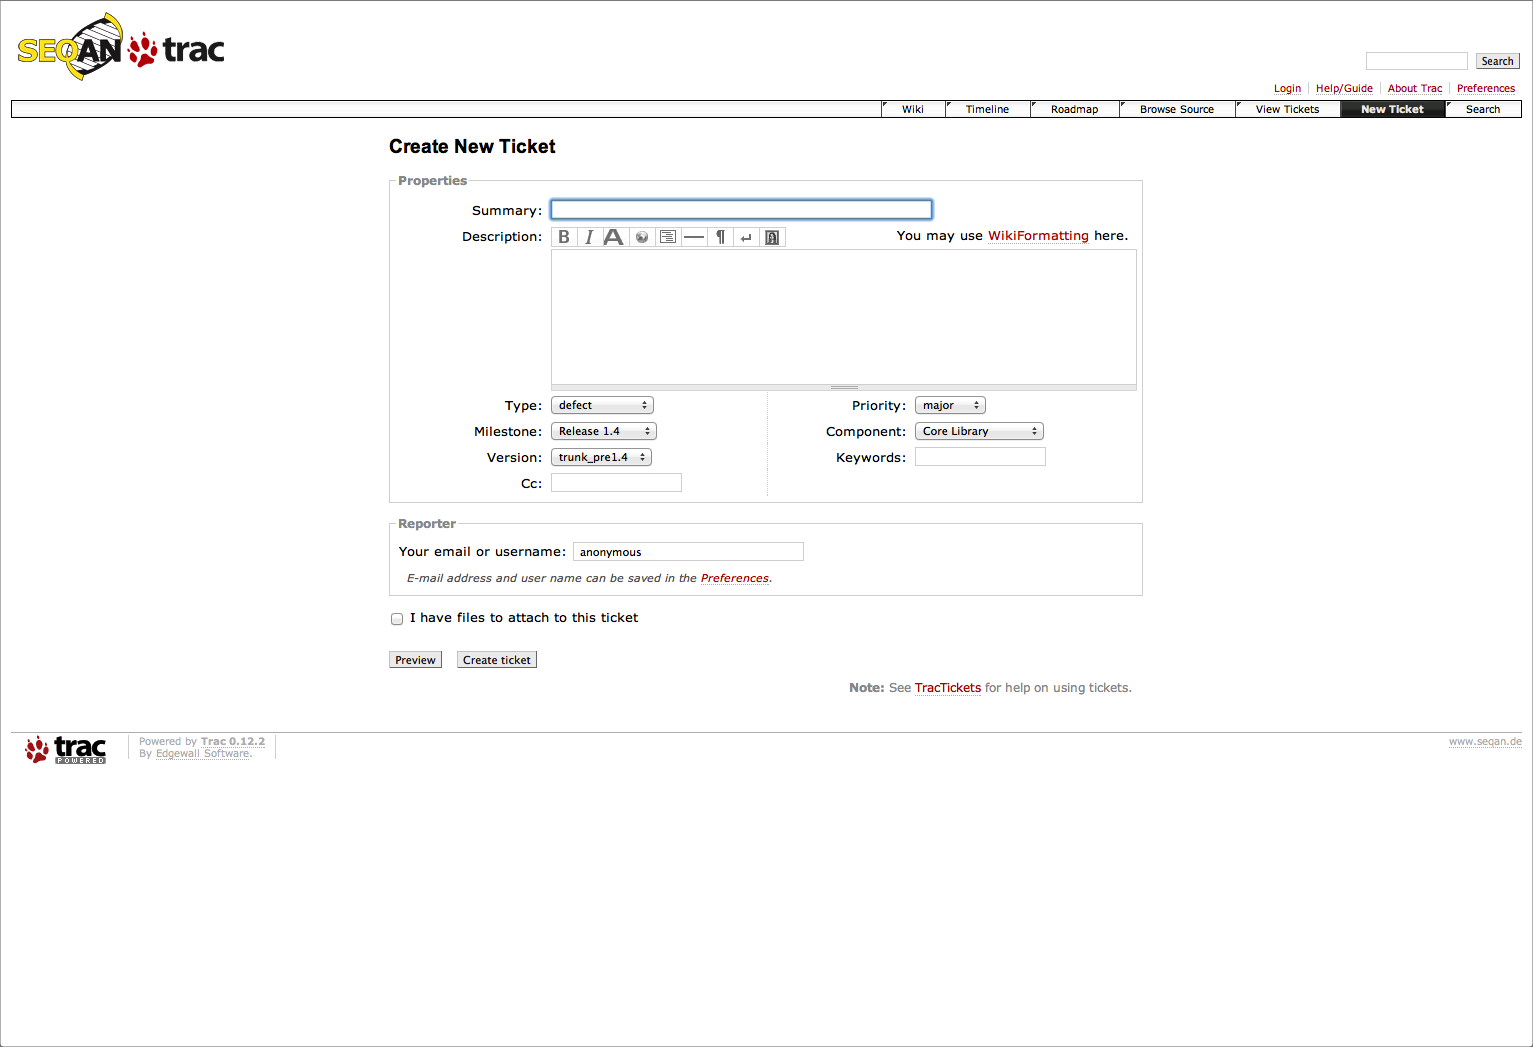 SEQAN trac
Search
Login Help/Guide About Trac Preferences
Wiki Timeline Roadmap Browse Source View Tickets New Ticket Search
Create New Ticket
Properties
Summary:
Description: B I A ¶ You may use WikiFormatting here.
Type: defect Priority: major
Milestone: Release 1.4 Component: Core Library
Version: trunk_pre1.4 Keywords:
Cc:
Reporter
Your email or username: anonymous
E-mail address and user name can be saved in the Preferences.
I have files to attach to this ticket
Preview Create ticket
Note: See TracTickets for help on using tickets.
trac POWERED
Powered by Trac 0.12.2
By Edgewall Software.
www.seqan.de